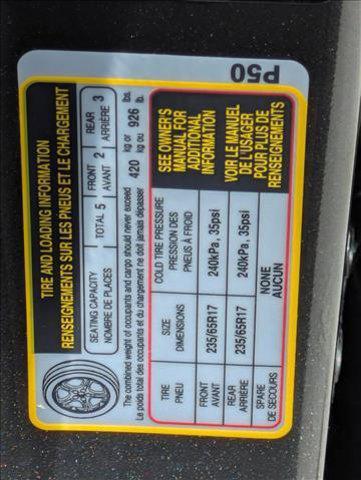 P50
TIRE AND LOADING INFORMATION
RENSEIGNEMENTS SUR LES PNEUS ET LE CHARGEMENT
SEATING CAPACITY
NOMBRE DE PLACES
TOTAL 5
FRONT
AVANT 2
REAR
ARRIÈRE 3
The combined weight of occupants and cargo should never exceed
Le poids total des occupants et du chargement ne doit jamais dépasser
420 kg or kg ou 926 lbs. lb.
TIRE
PNEU
SIZE
DIMENSIONS
COLD TIRE PRESSURE
PRESSION DES
PNEUS À FROID
FRONT
AVANT
235/65R17
240kPa, 35psi
REAR
ARRIÈRE
235/65R17
240kPa, 35psi
SPARE
DE SECOURS
NONE
AUCUN
SEE OWNER'S
MANUAL FOR
ADDITIONAL
INFORMATION
VOIR LE MANUEL
DE L'USAGER
POUR PLUS DE
RENSEIGNEMENTS